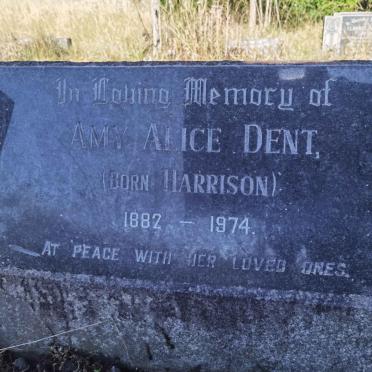 In Loving Memory of
AMY ALICE DENT,
(BORN HARRISON)
1882 – 1974.
AT PEACE WITH HER LOVED ONES.